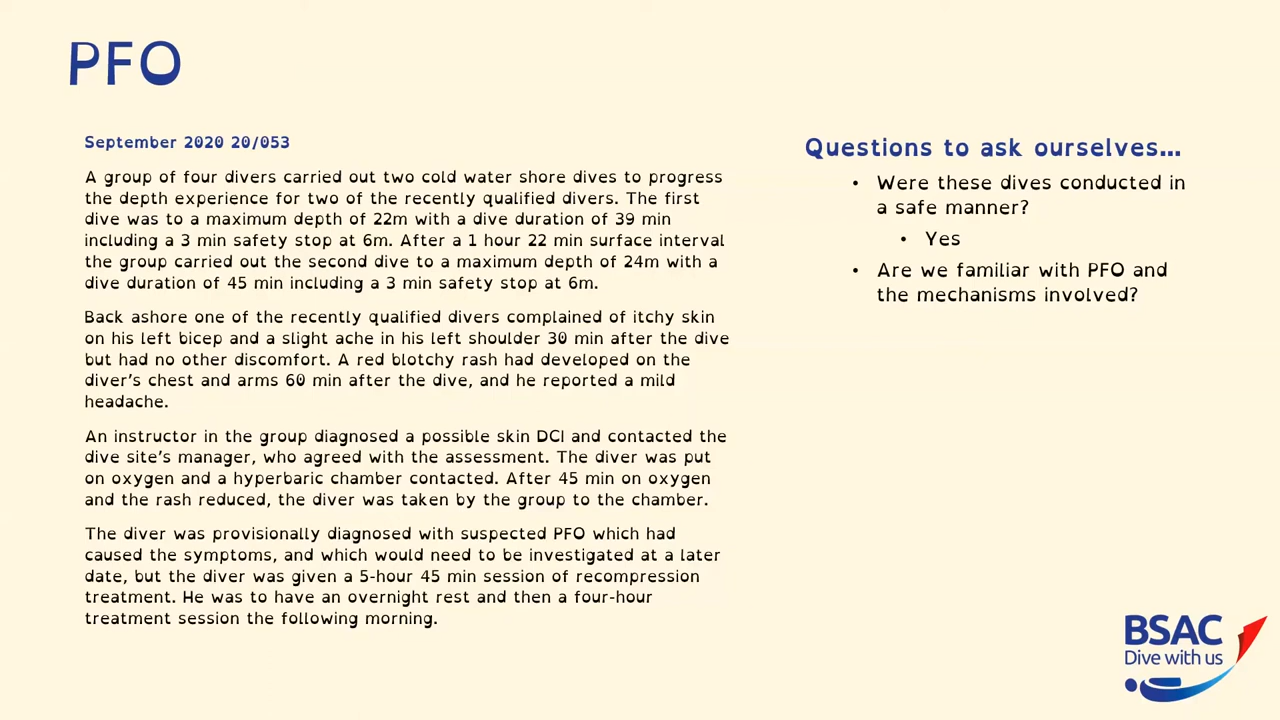 PFO
September 2020 20/053
A group of four divers carried out two cold water shore dives to progress
the depth experience for two of the recently qualified divers. The first
dive was to a maximum depth of 22m with a dive duration of 39 min
including a 3 min safety stop at 6m. After a 1 hour 22 min surface interval
the group carried out the second dive to a maximum depth of 24m with a
dive duration of 45 min including a 3 min safety stop at 6m.
Back ashore one of the recently qualified divers complained of itchy skin
on his left bicep and a slight ache in his left shoulder 30 min after the dive
but had no other discomfort. A red blotchy rash had developed on the
diver's chest and arms 60 min after the dive, and he reported a mild
headache.
An instructor in the group diagnosed a possible skin DCI and contacted the
dive site's manager, who agreed with the assessment. The diver was put
on oxygen and a hyperbaric chamber contacted. After 45 min on oxygen
and the rash reduced, the diver was taken by the group to the chamber.
The diver was provisionally diagnosed with suspected PFO which had
caused the symptoms, and which would need to be investigated at a later
date, but the diver was given a 5-hour 45 min session of recompression
treatment. He was to have an overnight rest and then a four-hour
treatment session the following morning.
Questions to ask ourselves...
• Were these dives conducted in
a safe manner?
• Yes
• Are we familiar with PFO and
the mechanisms involved?
BSAC
Dive with us